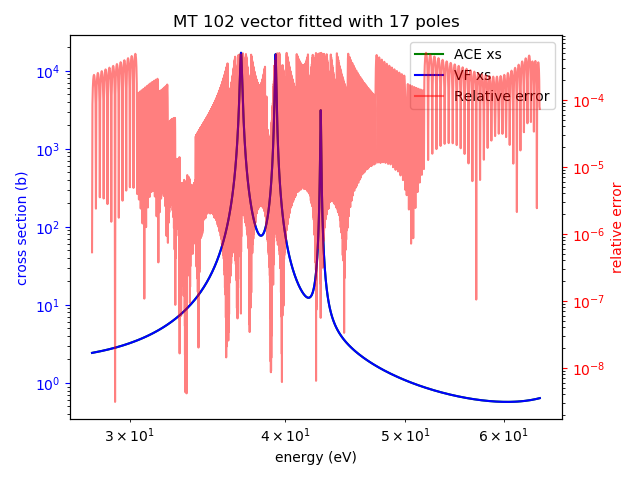 MT 102 vector fitted with 17 poles
ACE xs
VF xs
Relative error
cross section (b)
10⁴
10³
10²
10¹
10⁰
relative error
10⁻⁴
10⁻⁵
10⁻⁶
10⁻⁷
10⁻⁸
3 × 10¹ 4 × 10¹ 5 × 10¹ 6 × 10¹
energy (eV)